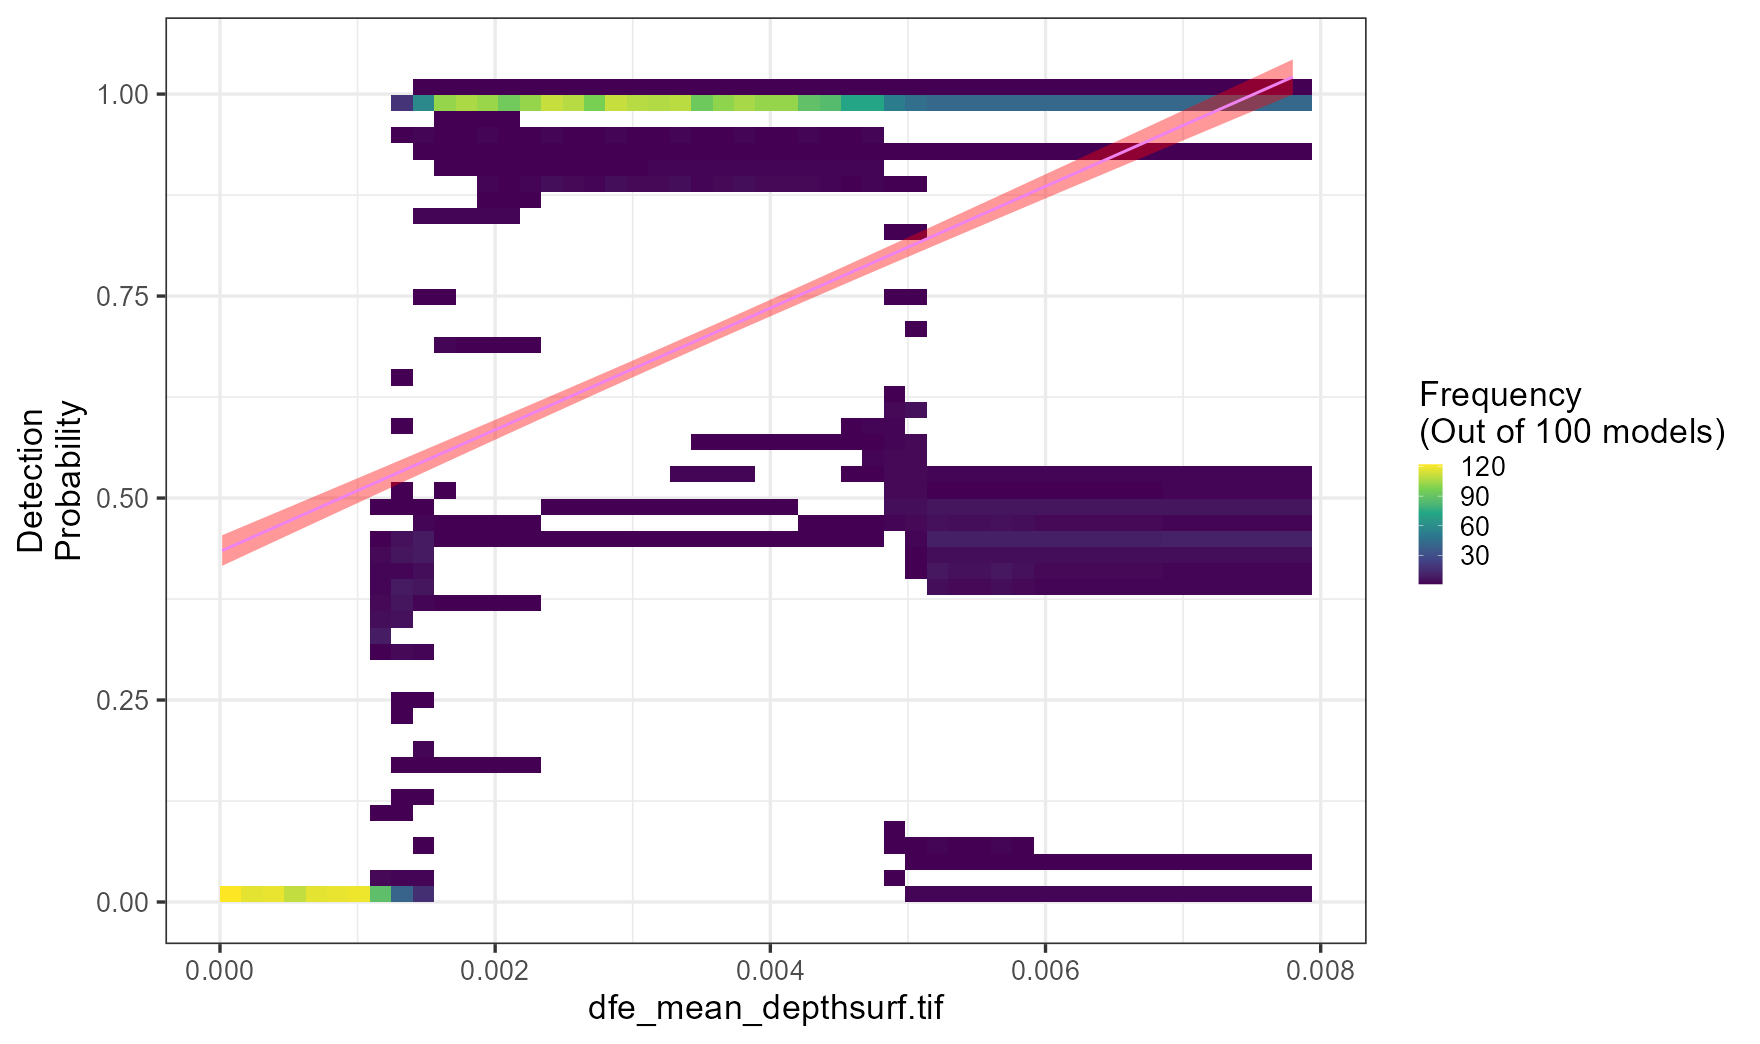 1.00
0.75
0.50
0.25
0.00
Detection
Probability
0.000 0.002 0.004 0.006 0.008
dfe_mean_depthsurf.tif
Frequency
(Out of 100 models)
120
90
60
30